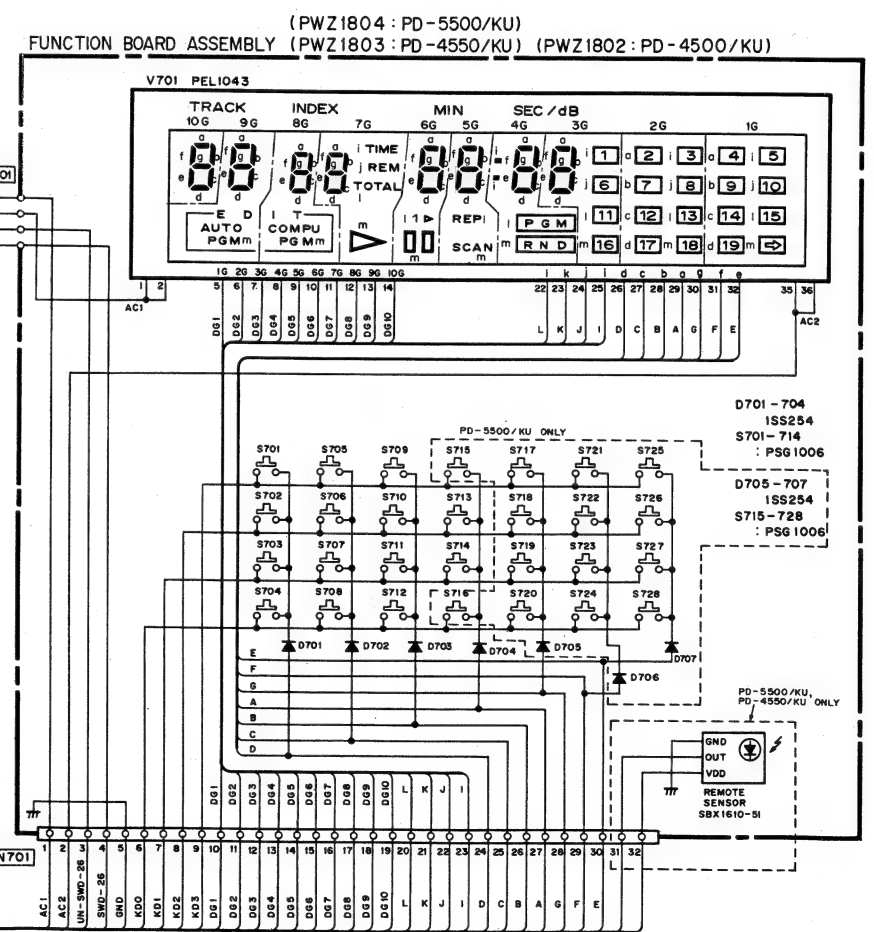 (PWZ1804 : PD-5500/KU)
FUNCTION BOARD ASSEMBLY (PWZ1803 : PD-4550/KU) (PWZ1802 : PD-4500/KU)
V701 PEL1043
TRACK INDEX MIN SEC/dB
10G 9G 8G 7G 6G 5G 4G 3G 2G 1G
TIME
REM
TOTAL
E D I T
AUTO PGM m
COMPU PGM m
m
1
REP I
SCAN
m
l PGM
m RND
i 1 a 2 i 3 a 4 i 5
j 6 b 7 j 8 b 9 j 10
l 11 c 12 l 13 c 14 l 15
m 16 d 17 m 18 d 19 m
1G 2G 3G 4G 5G 6G 7G 8G 9G 10G l k j i d c b a g f e
1 2 5 6 7 8 9 10 11 12 13 14 22 23 24 25 26 27 28 29 30 31 32 35 36
AC1
AC2
DG1 DG2 DG3 DG4 DG5 DG6 DG7 DG8 DG9 DG10 L K J I D C B A G F E
D701-704
1SS254
S701-714
: PSG1006
PD-5500/KU ONLY
S701 S705 S709 S715 S717 S721 S725
D705-707
1SS254
S715-728
: PSG1006
S702 S706 S710 S713 S718 S722 S726
S703 S707 S711 S714 S719 S723 S727
S704 S708 S712 S716 S720 S724 S728
D701 D702 D703 D704 D705 D707
D706
E
F
G
A
B
C
D
PD-5500/KU,
PD-4550/KU ONLY
GND
OUT
VDD
REMOTE
SENSOR
SBX1610-51
DG1 DG2 DG3 DG4 DG5 DG6 DG7 DG8 DG9 DG10 L K J I
1 2 3 4 5 6 7 8 9 10 11 12 13 14 15 16 17 18 19 20 21 22 23 24 25 26 27 28 29 30 31 32
N701
AC1 AC2 UN-SWD-26 SWD-26 GND KD0 KD1 KD2 KD3 DG1 DG2 DG3 DG4 DG5 DG6 DG7 DG8 DG9 DG10 L K J I D C B A G F E